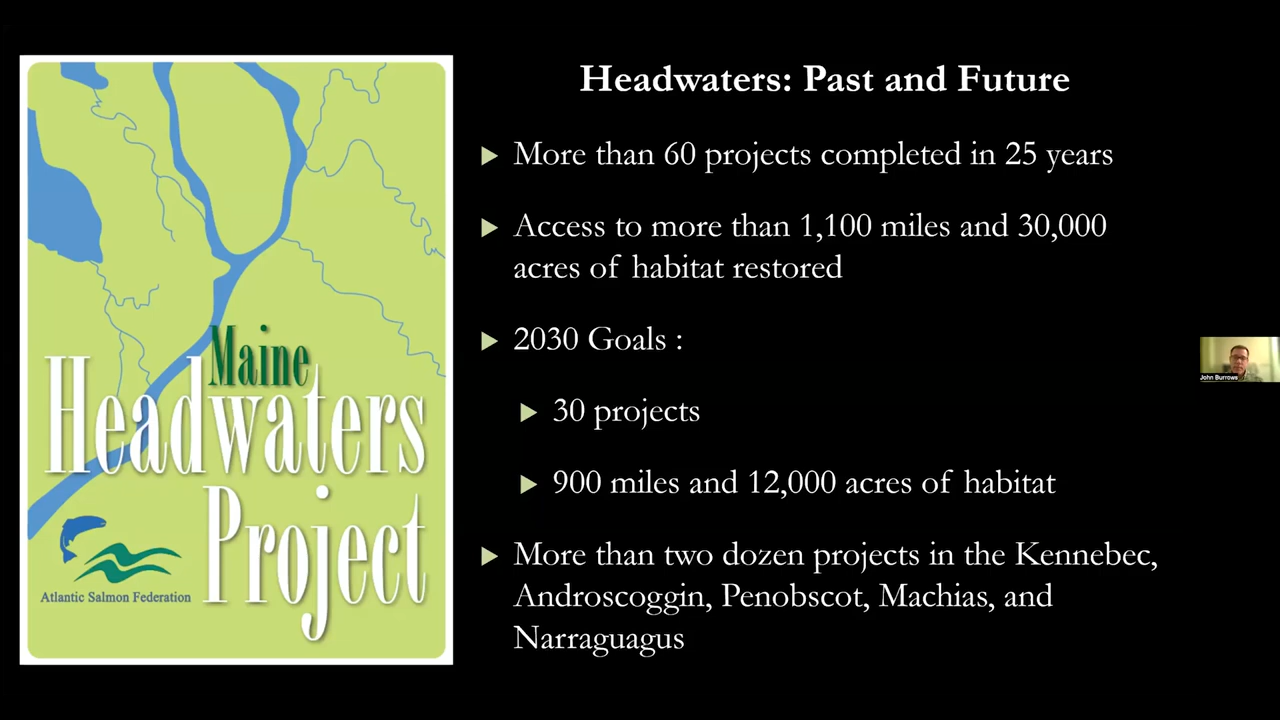 Headwaters: Past and Future
More than 60 projects completed in 25 years
Access to more than 1,100 miles and 30,000
acres of habitat restored
2030 Goals :
30 projects
900 miles and 12,000 acres of habitat
More than two dozen projects in the Kennebec,
Androscoggin, Penobscot, Machias, and
Narraguagus
Maine
Headwaters
Project
Atlantic Salmon Federation
John Burrows